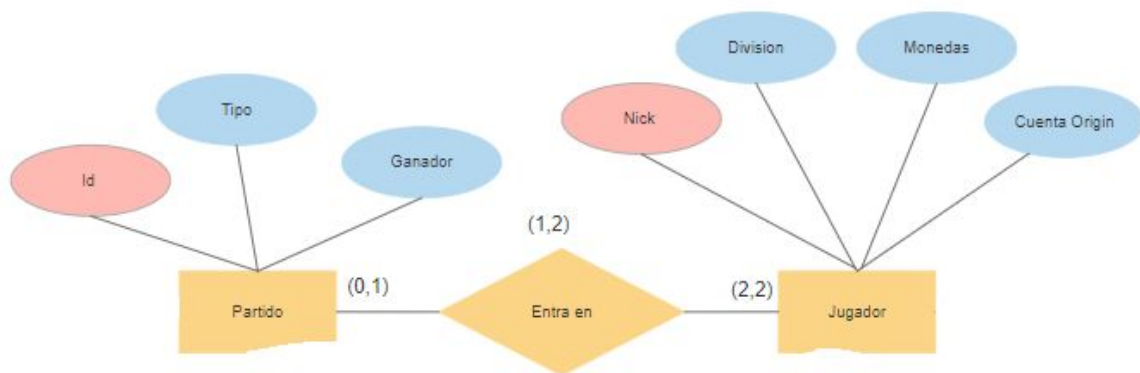 Division
Monedas
Tipo
Nick
Cuenta Origin
Ganador
Id
(1,2)
(0,1)
(2,2)
Partido
Entra en
Jugador